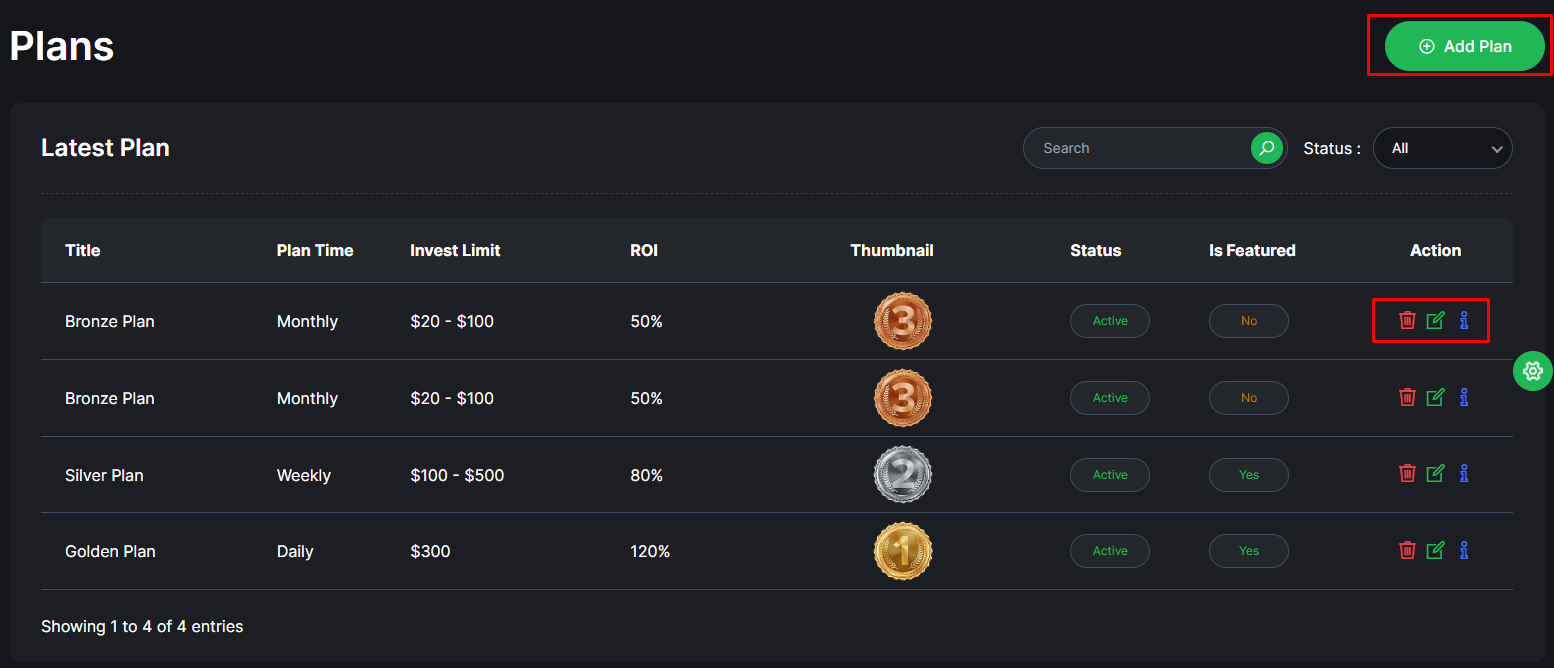 Plans
Add Plan
Latest Plan
Search
Status :
All
Title Plan Time Invest Limit ROI Thumbnail Status Is Featured Action
Bronze Plan Monthly $20 - $100 50% 3 Active No
Bronze Plan Monthly $20 - $100 50% 3 Active No
Silver Plan Weekly $100 - $500 80% 2 Active Yes
Golden Plan Daily $300 120% 1 Active Yes
Showing 1 to 4 of 4 entries